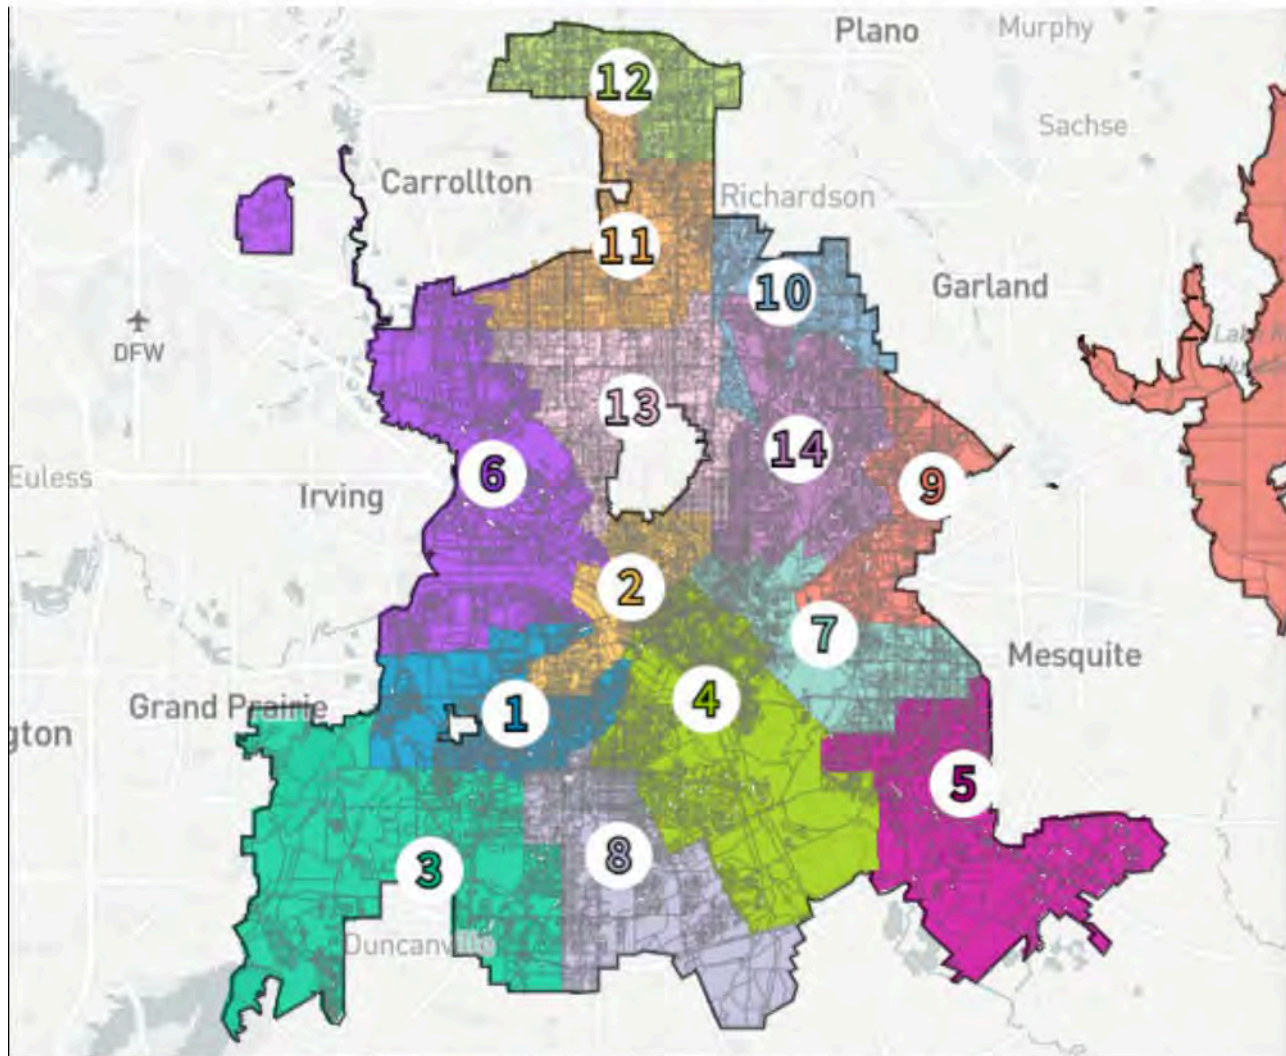 Plano
Murphy
12
Sachse
Carrollton
Richardson
11
10
Garland
DFW
13
14
6
9
Euless
Irving
2
7
Mesquite
4
Grand Prairie
1
gton
5
8
3
Duncanville